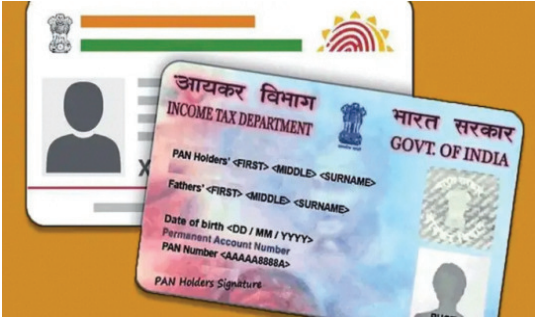 आयकर विभाग
INCOME TAX DEPARTMENT
भारत सरकार
GOVT. OF INDIA
PAN Holders' <FIRST> <MIDDLE> <SURNAME>
Fathers' <FIRST> <MIDDLE> <SURNAME>
Date of birth <DD / MM / YYYY>
Permanent Account Number
PAN Number <AAAAA8888A>
PAN Holders Signature
X